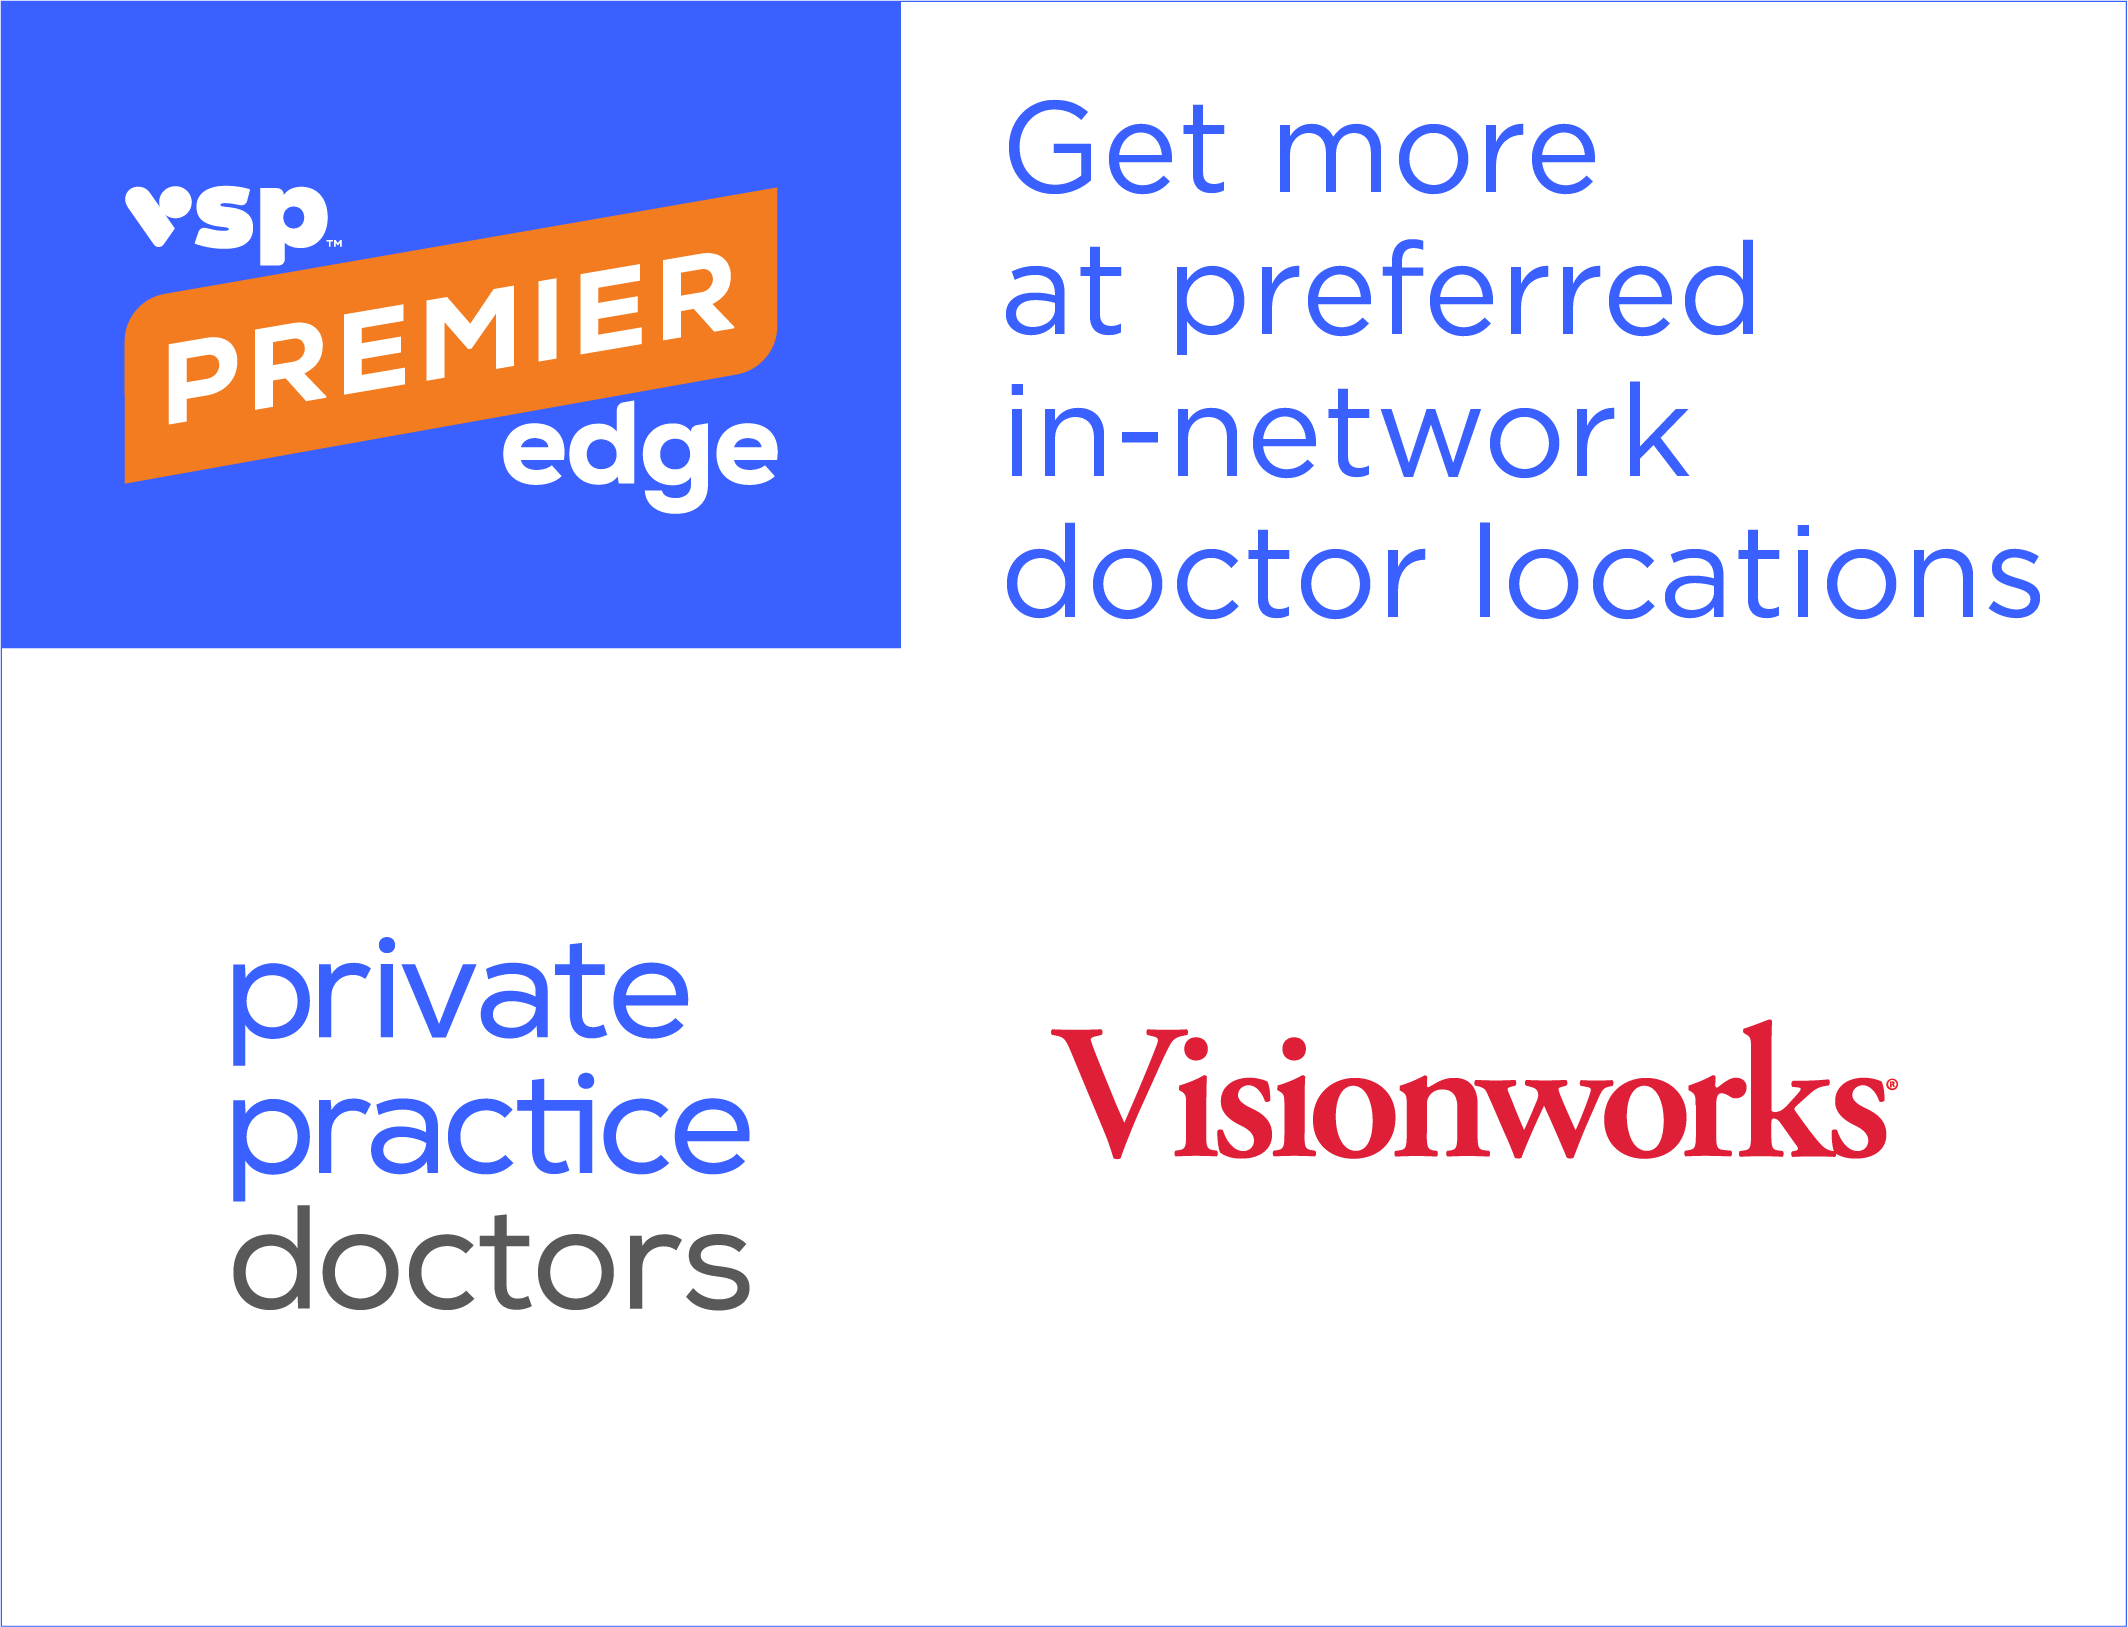 vsp™
PREMIER
edge
Get more
at preferred
in-network
doctor locations
private
practice
doctors
Visionworks®